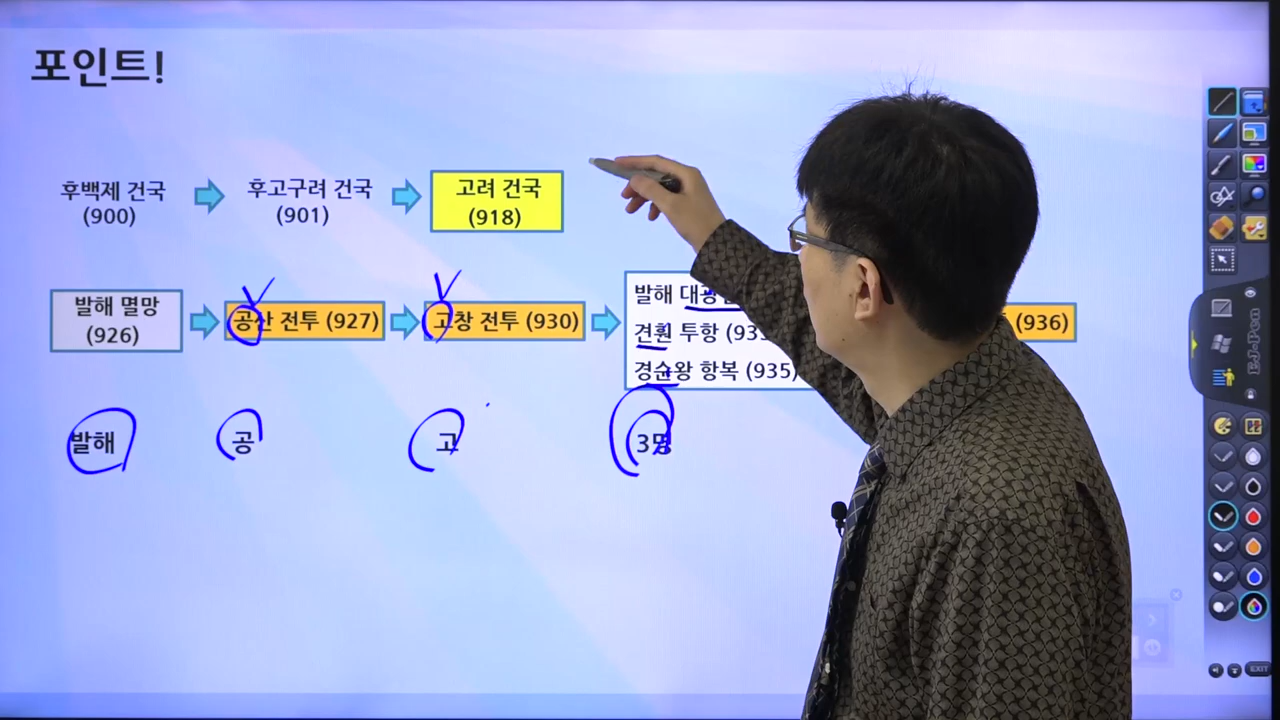 포인트!
후백제 건국
(900)
후고구려 건국
(901)
고려 건국
(918)
발해 멸망
(926)
공산 전투 (927)
고창 전투 (930)
발해
견훤 투항
경순왕 항복 (935)
(936)
발해
공
고
3명
EXIT